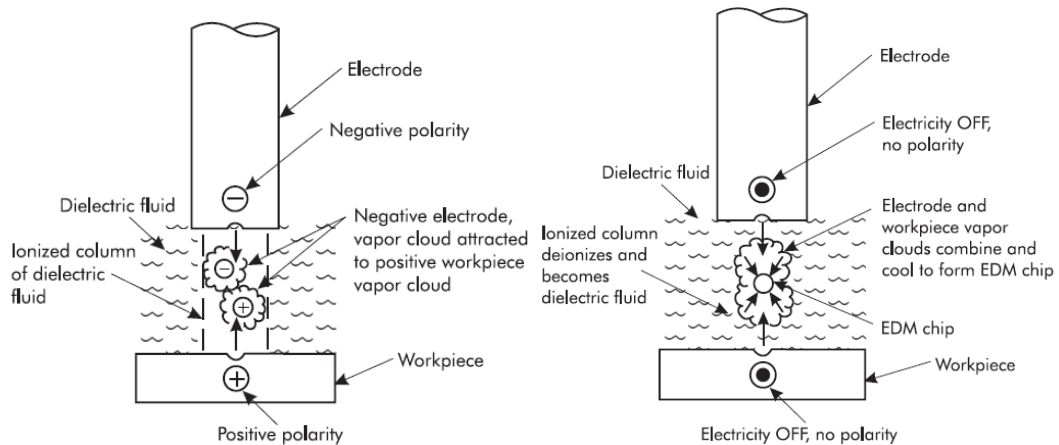 Electrode
Negative polarity
Dielectric fluid
Ionized column
of dielectric
fluid
Negative electrode,
vapor cloud attracted
to positive workpiece
vapor cloud
−
−
+
+
Workpiece
Positive polarity
Electrode
Electricity OFF,
no polarity
Dielectric fluid
Ionized column
deionizes and
becomes
dielectric fluid
Electrode and
workpiece vapor
clouds combine and
cool to form EDM chip
EDM chip
Workpiece
Electricity OFF, no polarity